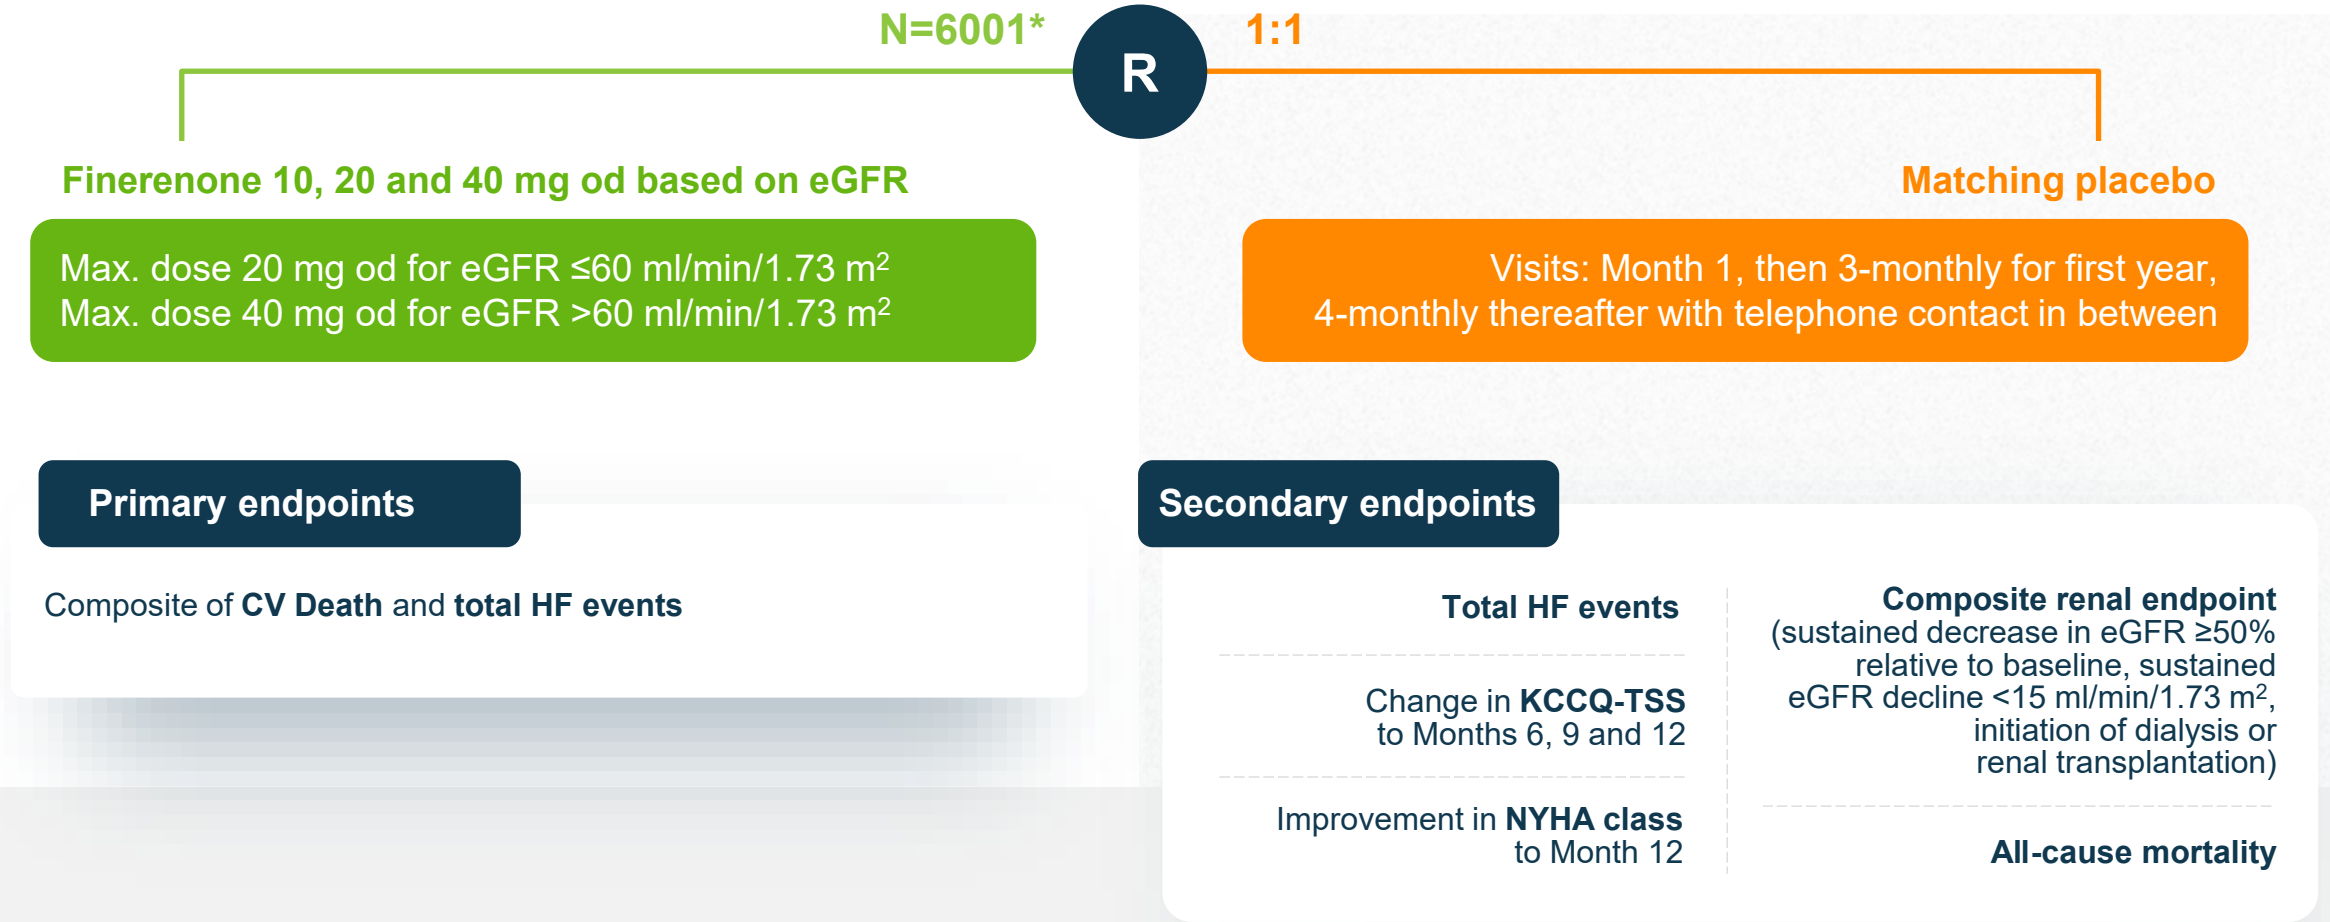 N=6001*
R
1:1
Finerenone 10, 20 and 40 mg od based on eGFR
Matching placebo
Max. dose 20 mg od for eGFR ≤60 ml/min/1.73 m²
Max. dose 40 mg od for eGFR >60 ml/min/1.73 m²
Visits: Month 1, then 3-monthly for first year,
4-monthly thereafter with telephone contact in between
Primary endpoints
Composite of CV Death and total HF events
Secondary endpoints
Total HF events
Change in KCCQ-TSS
to Months 6, 9 and 12
Improvement in NYHA class
to Month 12
Composite renal endpoint
(sustained decrease in eGFR ≥50%
relative to baseline, sustained
eGFR decline <15 ml/min/1.73 m²,
initiation of dialysis or
renal transplantation)
All-cause mortality